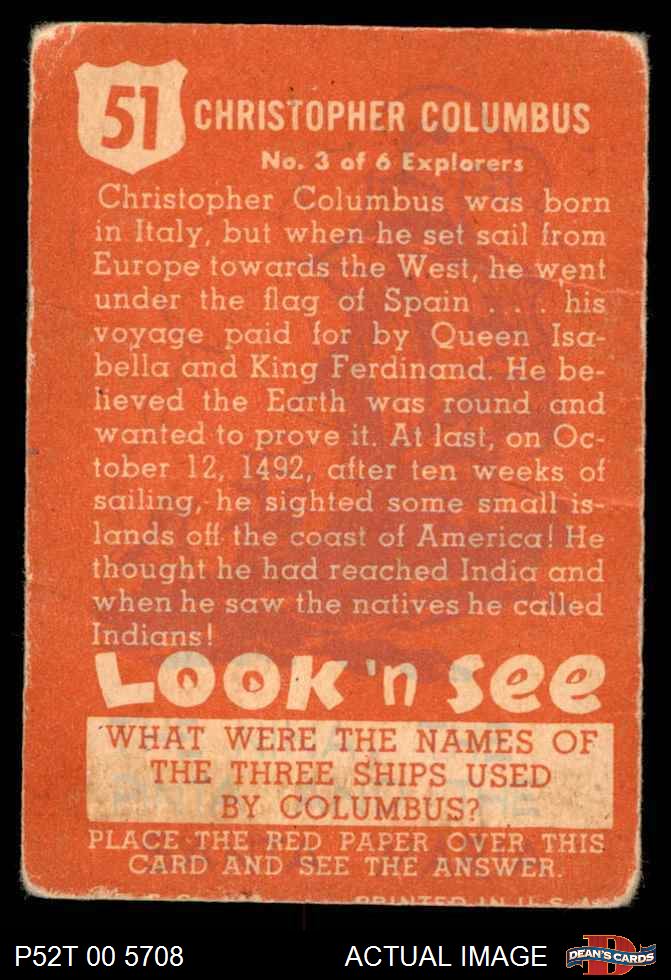 51
CHRISTOPHER COLUMBUS
No. 3 of 6 Explorers
Christopher Columbus was born
in Italy, but when he set sail from
Europe towards the West, he went
under the flag of Spain . . . his
voyage paid for by Queen Isa-
bella and King Ferdinand. He be-
lieved the Earth was round and
wanted to prove it. At last, on Oc-
tober 12, 1492, after ten weeks of
sailing, he sighted some small is-
lands off the coast of America! He
thought he had reached India and
when he saw the natives he called
Indians!
LOOK 'n SEE
WHAT WERE THE NAMES OF
THE THREE SHIPS USED
BY COLUMBUS?
PLACE THE RED PAPER OVER THIS
CARD AND SEE THE ANSWER.
PRINTED IN U.S.A.
P52T 00 5708
ACTUAL IMAGE
DEAN'S CARDS